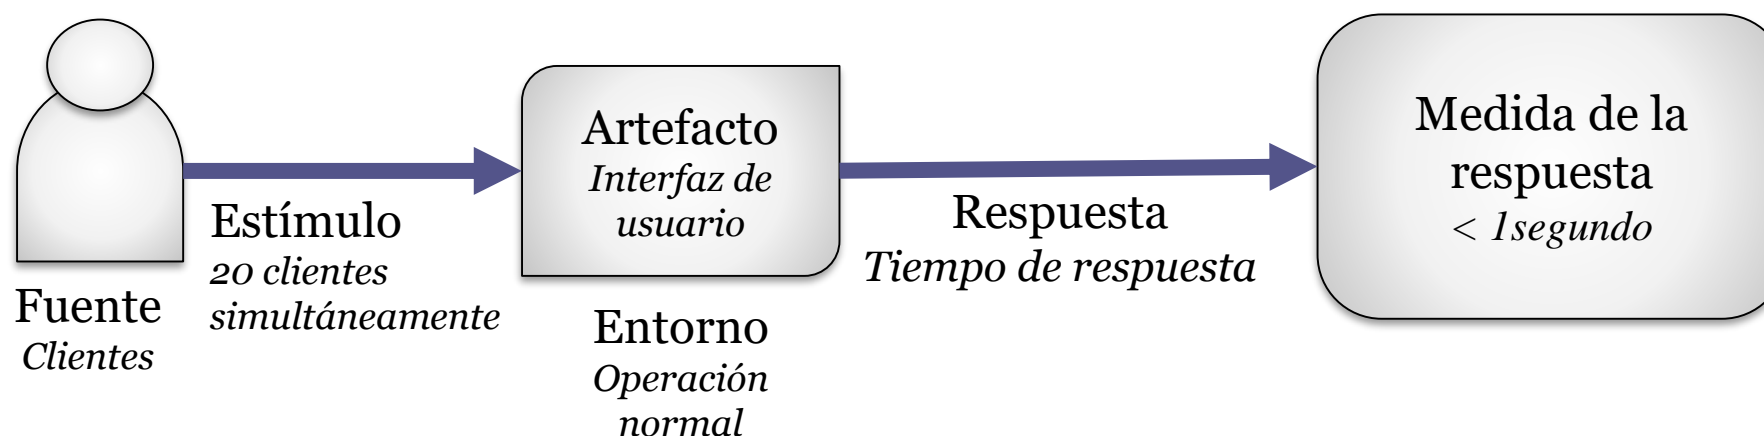 Fuente
Clientes
Estímulo
20 clientes
simultáneamente
Artefacto
Interfaz de
usuario
Entorno
Operación
normal
Respuesta
Tiempo de respuesta
Medida de la
respuesta
< 1segundo